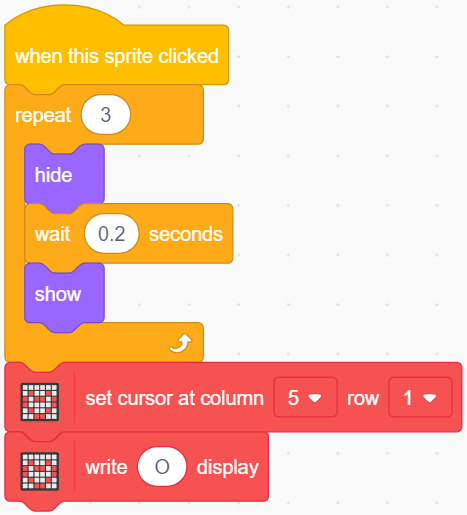 when this sprite clicked
repeat 3
hide
wait 0.2 seconds
show
set cursor at column 5 row 1
write O display